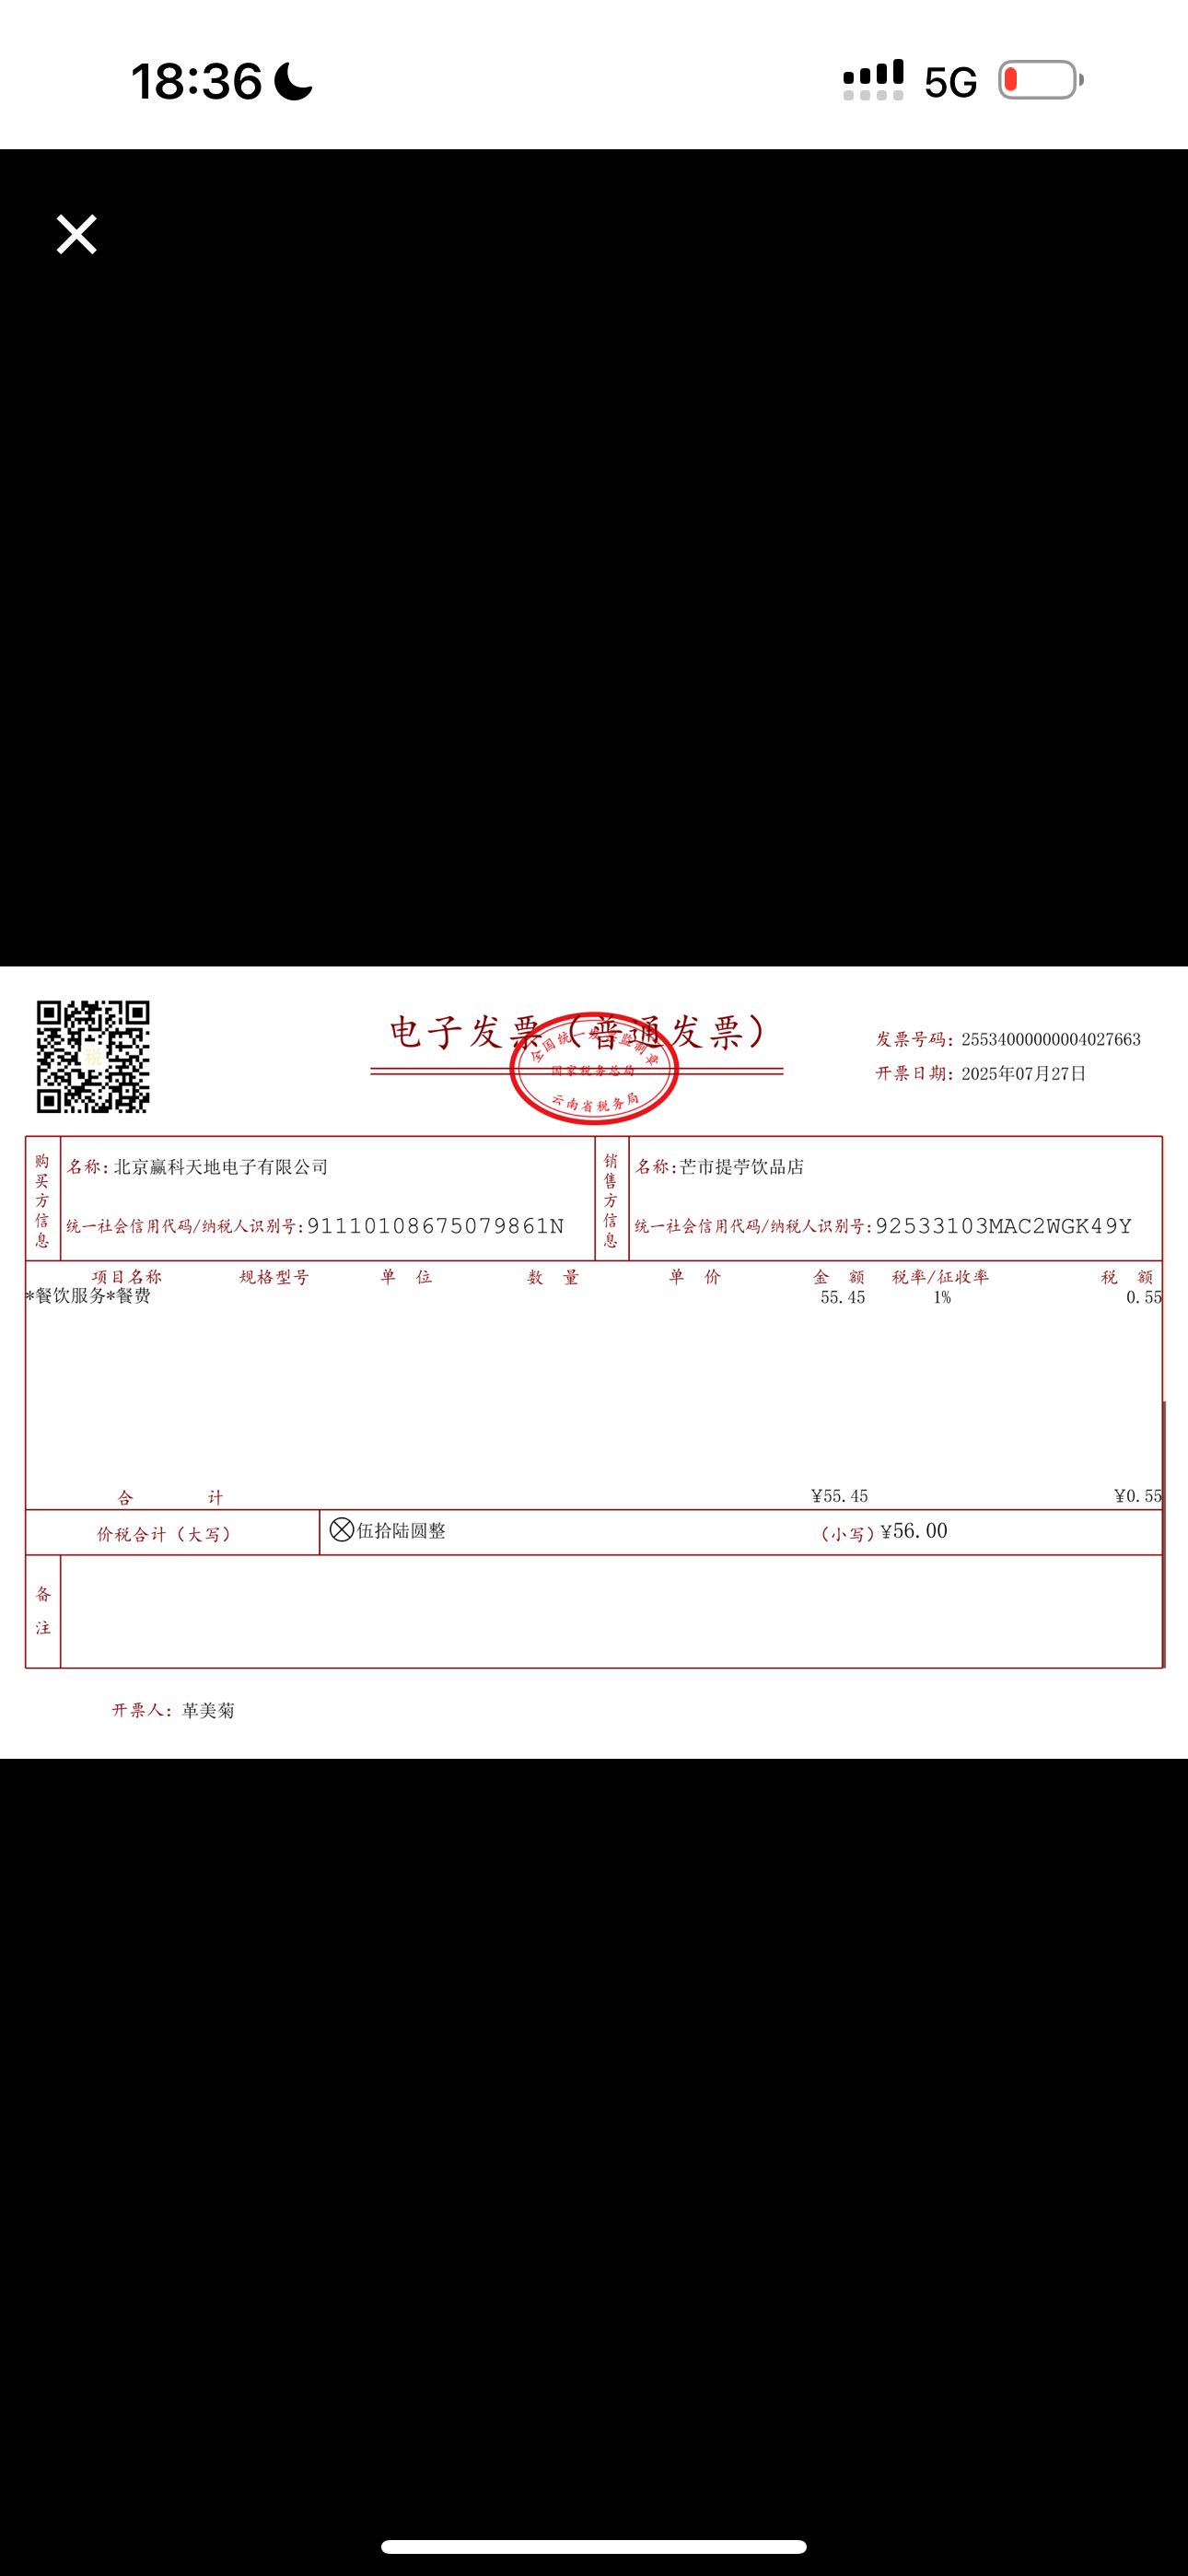 18:36
5G
税
电子发票（普通发票）
全国统一发票监制章
国家税务总局
云南省税务局
发票号码：25534000000004027663
开票日期：2025年07月27日
购买方信息
名称：北京赢科天地电子有限公司
统一社会信用代码/纳税人识别号：91110108675079861N
销售方信息
名称：芒市提苧饮品店
统一社会信用代码/纳税人识别号：92533103MAC2WGK49Y
项目名称 规格型号 单 位 数 量 单 价 金 额 税率/征收率 税 额
*餐饮服务*餐费 55.45 1% 0.55
合 计 ¥55.45 ¥0.55
价税合计（大写） 伍拾陆圆整 （小写）¥56.00
备注
开票人：革美菊